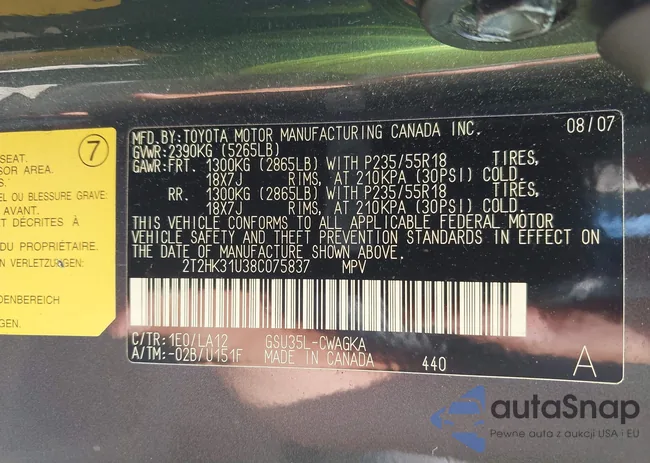 7
SEAT.
SOR AREA.
S.
EL OU BLESSURE GRAVE:
AVANT.
T DÉCRITES À
U PROPRIÉTAIRE.
EN VERLETZUNGEN:
DENBEREICH
MFD.BY:TOYOTA MOTOR MANUFACTURING CANADA INC. 08/07
GVWR:2390KG (5265LB)
GAWR:FRT. 1300KG (2865LB) WITH P235/55R18 TIRES,
18X7J RIMS, AT 210KPA (30PSI) COLD.
RR. 1300KG (2865LB) WITH P235/55R18 TIRES,
18X7J RIMS, AT 210KPA (30PSI) COLD.
THIS VEHICLE CONFORMS TO ALL APPLICABLE FEDERAL MOTOR
VEHICLE SAFETY AND THEFT PREVENTION STANDARDS IN EFFECT ON
THE DATE OF MANUFACTURE SHOWN ABOVE.
2T2HK31U38C075837 MPV
C/TR:1E0/LA12 GSU35L-CWAGKA
A/TM:-02B/U151F MADE IN CANADA 440 A
autaSnap
Pewne auta z aukcji USA i EU